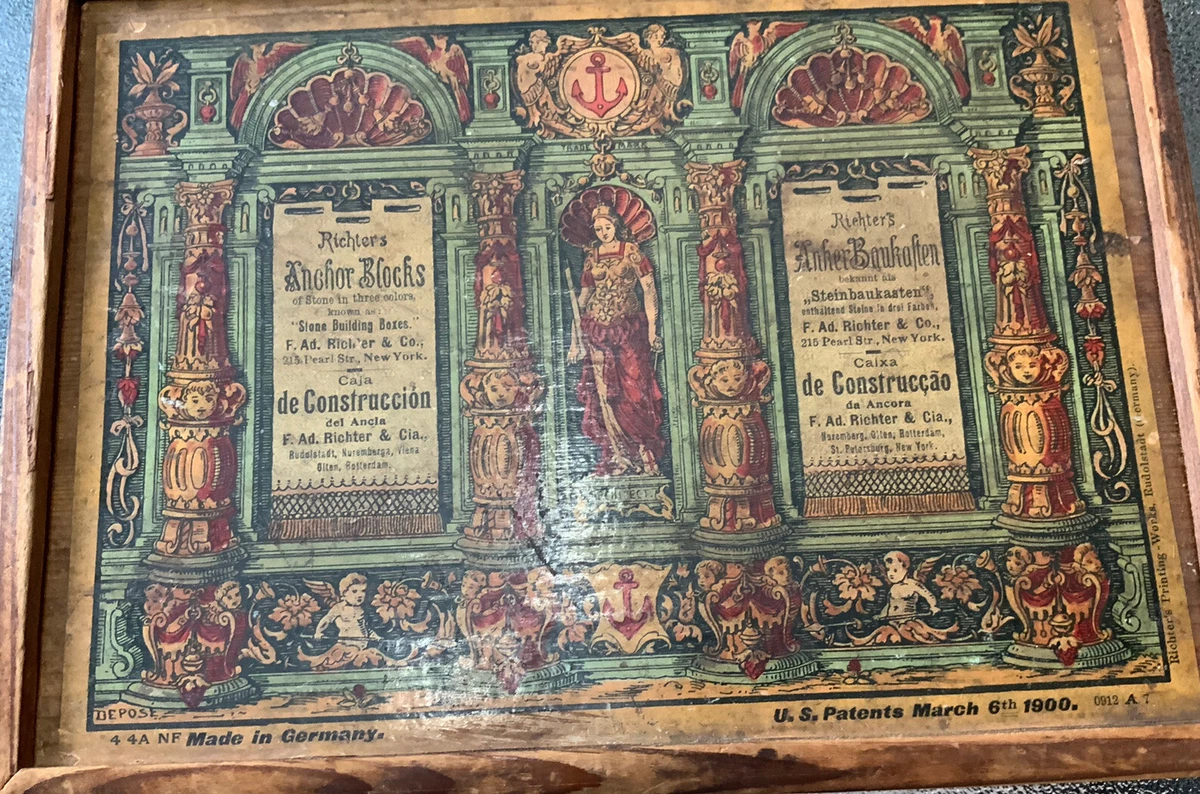 TRADE MARK
Richter's
Anchor Blocks
of Stone in three colors,
known as:
"Stone Building Boxes."
F. Ad. Richter & Co.,
215 Pearl Str., New York.
Caja
de Construcción
del Ancla
F. Ad. Richter & Cia.,
Rudolstadt, Nuremberga, Viena
Olten, Rotterdam.
Richter's
Anker Baukasten
bekannt als
„Steinbaukasten“,
enthaltend Steine in drei Farben,
F. Ad. Richter & Co.,
215 Pearl Str., New York.
Caixa
de Construcção
da Ancora
F. Ad. Richter & Cia.,
Nuremberg, Olten, Rotterdam,
St. Petersburg, New York.
Richter's Printing-Works, Rudolstadt (Germany).
DEPOSE
4 4A NF Made in Germany.
U. S. Patents March 6th 1900.
0912 A 7